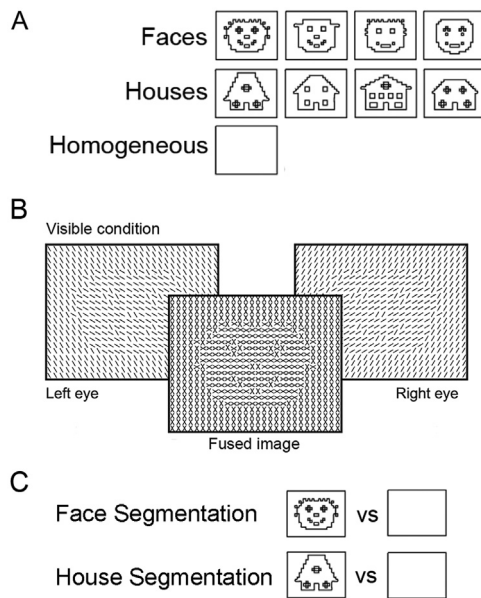 A
Faces
Houses
Homogeneous
B
Visible condition
Left eye
Right eye
Fused image
C
Face Segmentation
vs
House Segmentation
vs